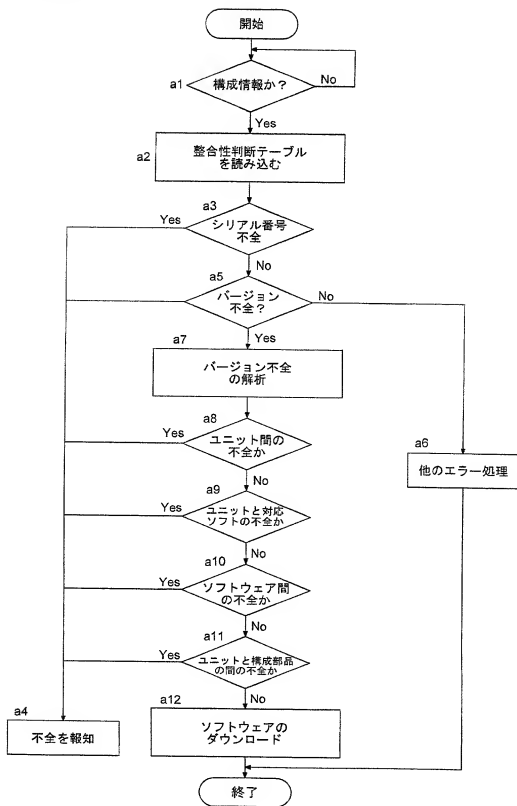 開始
a1
構成情報か？
No
Yes
a2
整合性判断テーブル
を読み込む
a3
Yes
シリアル番号
不全
No
a5
バージョン
不全？
No
Yes
a7
バージョン不全
の解析
a8
Yes
ユニット間の
不全か
a6
他のエラー処理
No
a9
Yes
ユニットと対応
ソフトの不全か
No
a10
Yes
ソフトウェア間
の不全か
No
a11
Yes
ユニットと構成部品
の間の不全か
No
a4
不全を報知
a12
ソフトウェアの
ダウンロード
終了